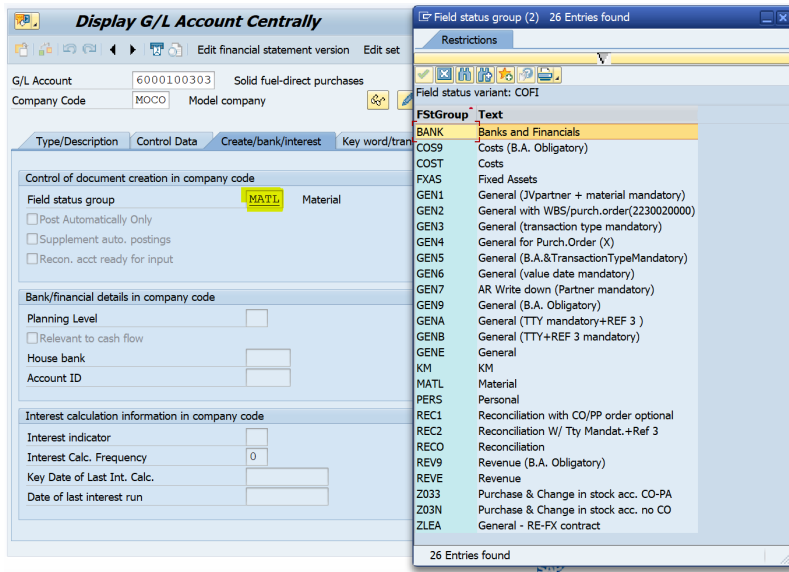 Display G/L Account Centrally
Edit financial statement version Edit set
G/L Account 6000100303 Solid fuel-direct purchases
Company Code MOCO Model company
Type/Description Control Data Create/bank/interest Key word/tran
Control of document creation in company code
Field status group MATL Material
Post Automatically Only
Supplement auto. postings
Recon. acct ready for input
Bank/financial details in company code
Planning Level
Relevant to cash flow
House bank
Account ID
Interest calculation information in company code
Interest indicator
Interest Calc. Frequency 0
Key Date of Last Int. Calc.
Date of last interest run
Field status group (2) 26 Entries found
Restrictions
Field status variant: COFI
FStGroup Text
BANK Banks and Financials
COS9 Costs (B.A. Obligatory)
COST Costs
FXAS Fixed Assets
GEN1 General (JVpartner + material mandatory)
GEN2 General with WBS/purch.order(2230020000)
GEN3 General (transaction type mandatory)
GEN4 General for Purch.Order (X)
GEN5 General (B.A.&TransactionTypeMandatory)
GEN6 General (value date mandatory)
GEN7 AR Write down (Partner mandatory)
GEN9 General (B.A. Obligatory)
GENA General (TTY mandatory+REF 3 )
GENB General (TTY+REF 3 mandatory)
GENE General
KM KM
MATL Material
PERS Personal
REC1 Reconciliation with CO/PP order optional
REC2 Reconciliation W/ Tty Mandat.+Ref 3
RECO Reconciliation
REV9 Revenue (B.A. Obligatory)
REVE Revenue
Z033 Purchase & Change in stock acc. CO-PA
Z03N Purchase & Change in stock acc. no CO
ZLEA General - RE-FX contract
26 Entries found